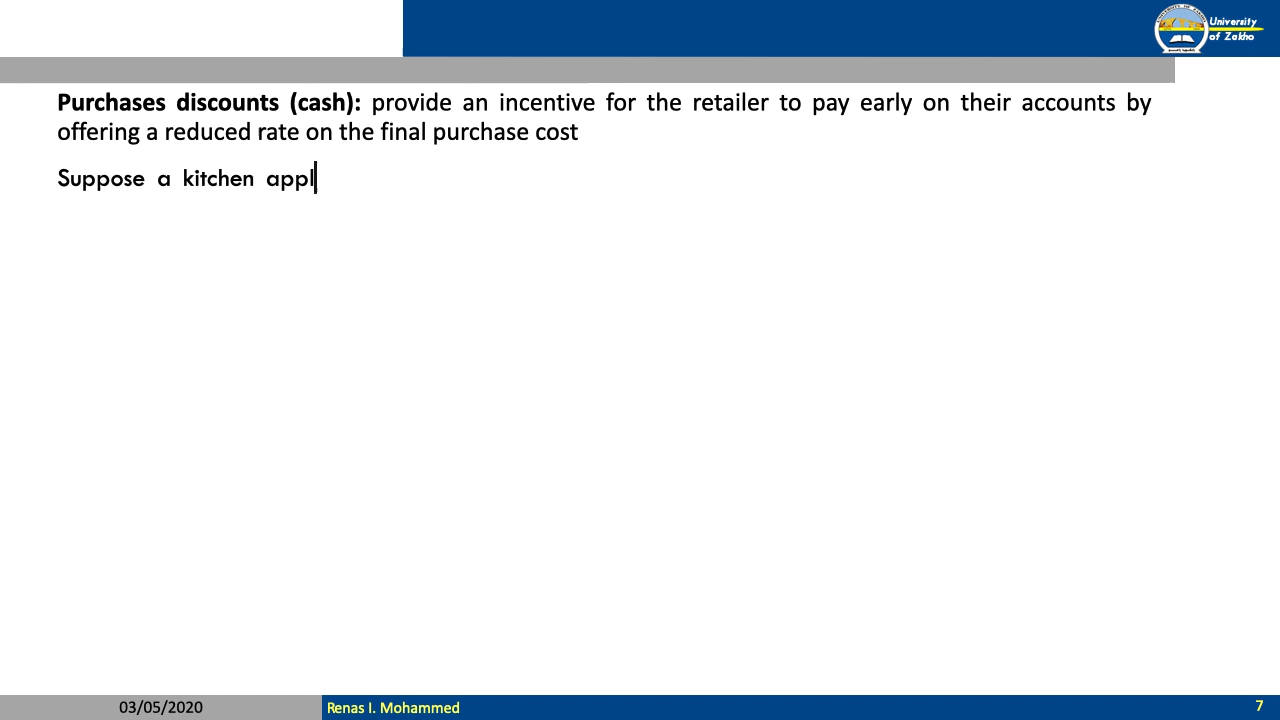 University
of Zakho
Purchases discounts (cash): provide an incentive for the retailer to pay early on their accounts by
offering a reduced rate on the final purchase cost
Suppose a kitchen appl
03/05/2020
Renas I. Mohammed
7